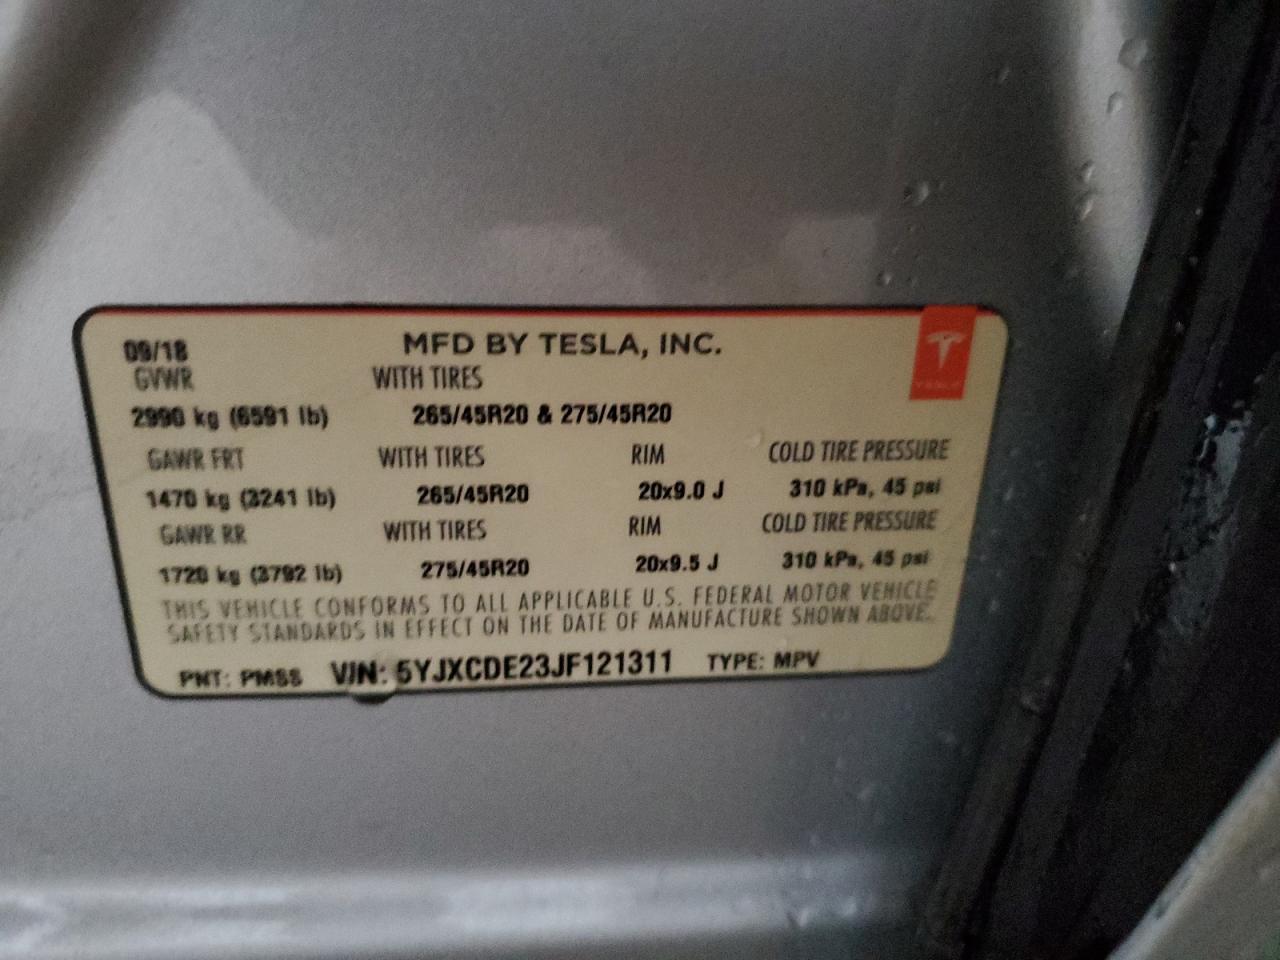 09/18 MFD BY TESLA, INC.
GVWR WITH TIRES
2990 kg (6591 lb) 265/45R20 & 275/45R20
GAWR FRT WITH TIRES RIM COLD TIRE PRESSURE
1470 kg (3241 lb) 265/45R20 20x9.0 J 310 kPa, 45 psi
GAWR RR WITH TIRES RIM COLD TIRE PRESSURE
1720 kg (3792 lb) 275/45R20 20x9.5 J 310 kPa, 45 psi
THIS VEHICLE CONFORMS TO ALL APPLICABLE U.S. FEDERAL MOTOR VEHICLE
SAFETY STANDARDS IN EFFECT ON THE DATE OF MANUFACTURE SHOWN ABOVE.
PNT: PMSS VIN: 5YJXCDE23JF121311 TYPE: MPV
TESLA